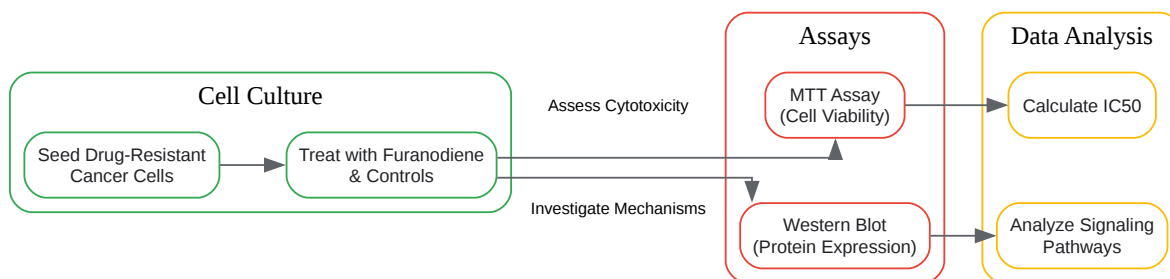 Cell Culture
Seed Drug-Resistant
Cancer Cells
Treat with Furanodiene
& Controls
Assess Cytotoxicity
Investigate Mechanisms
Assays
MTT Assay
(Cell Viability)
Western Blot
(Protein Expression)
Data Analysis
Calculate IC50
Analyze Signaling
Pathways